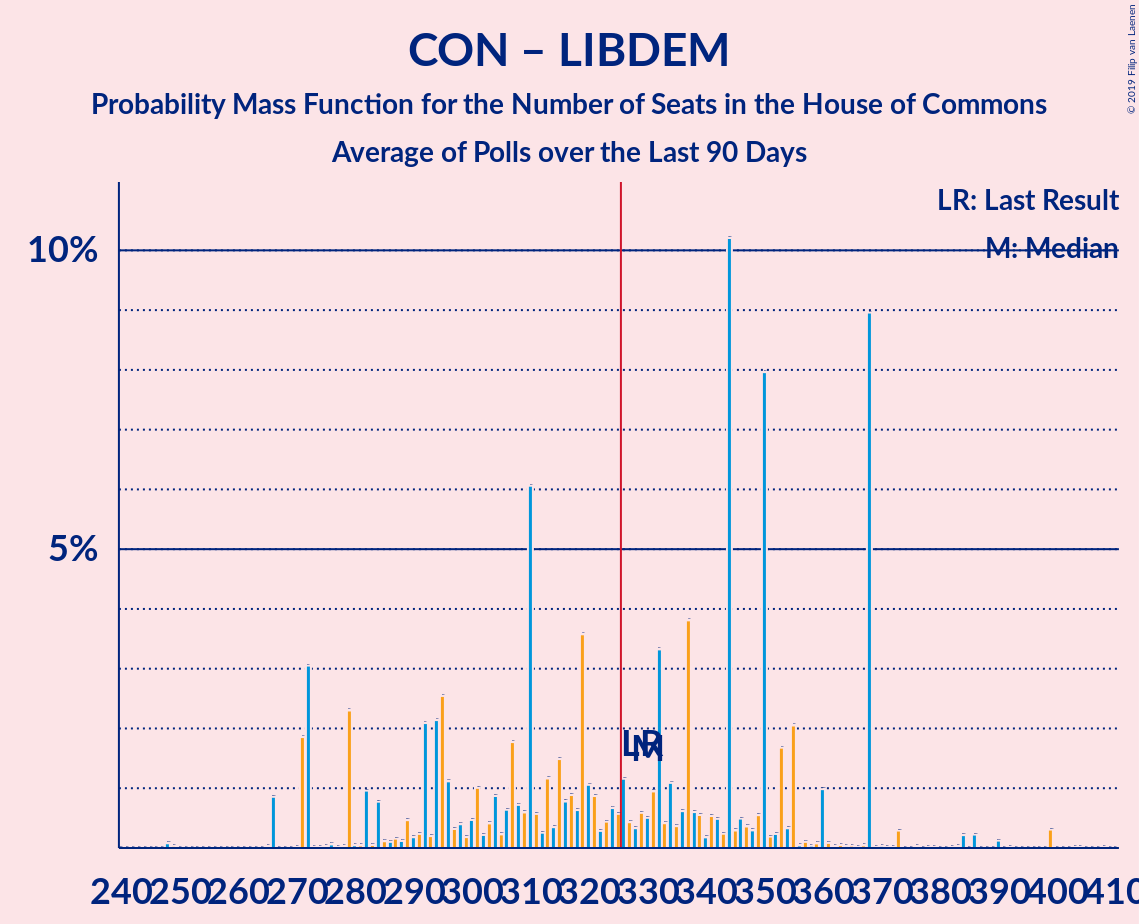 CON – LIBDEM
Probability Mass Function for the Number of Seats in the House of Commons
Average of Polls over the Last 90 Days
© 2019 Filip van Laenen
LR: Last Result
M: Median
10%
5%
LR
M
240 250 260 270 280 290 300 310 320 330 340 350 360 370 380 390 400 410